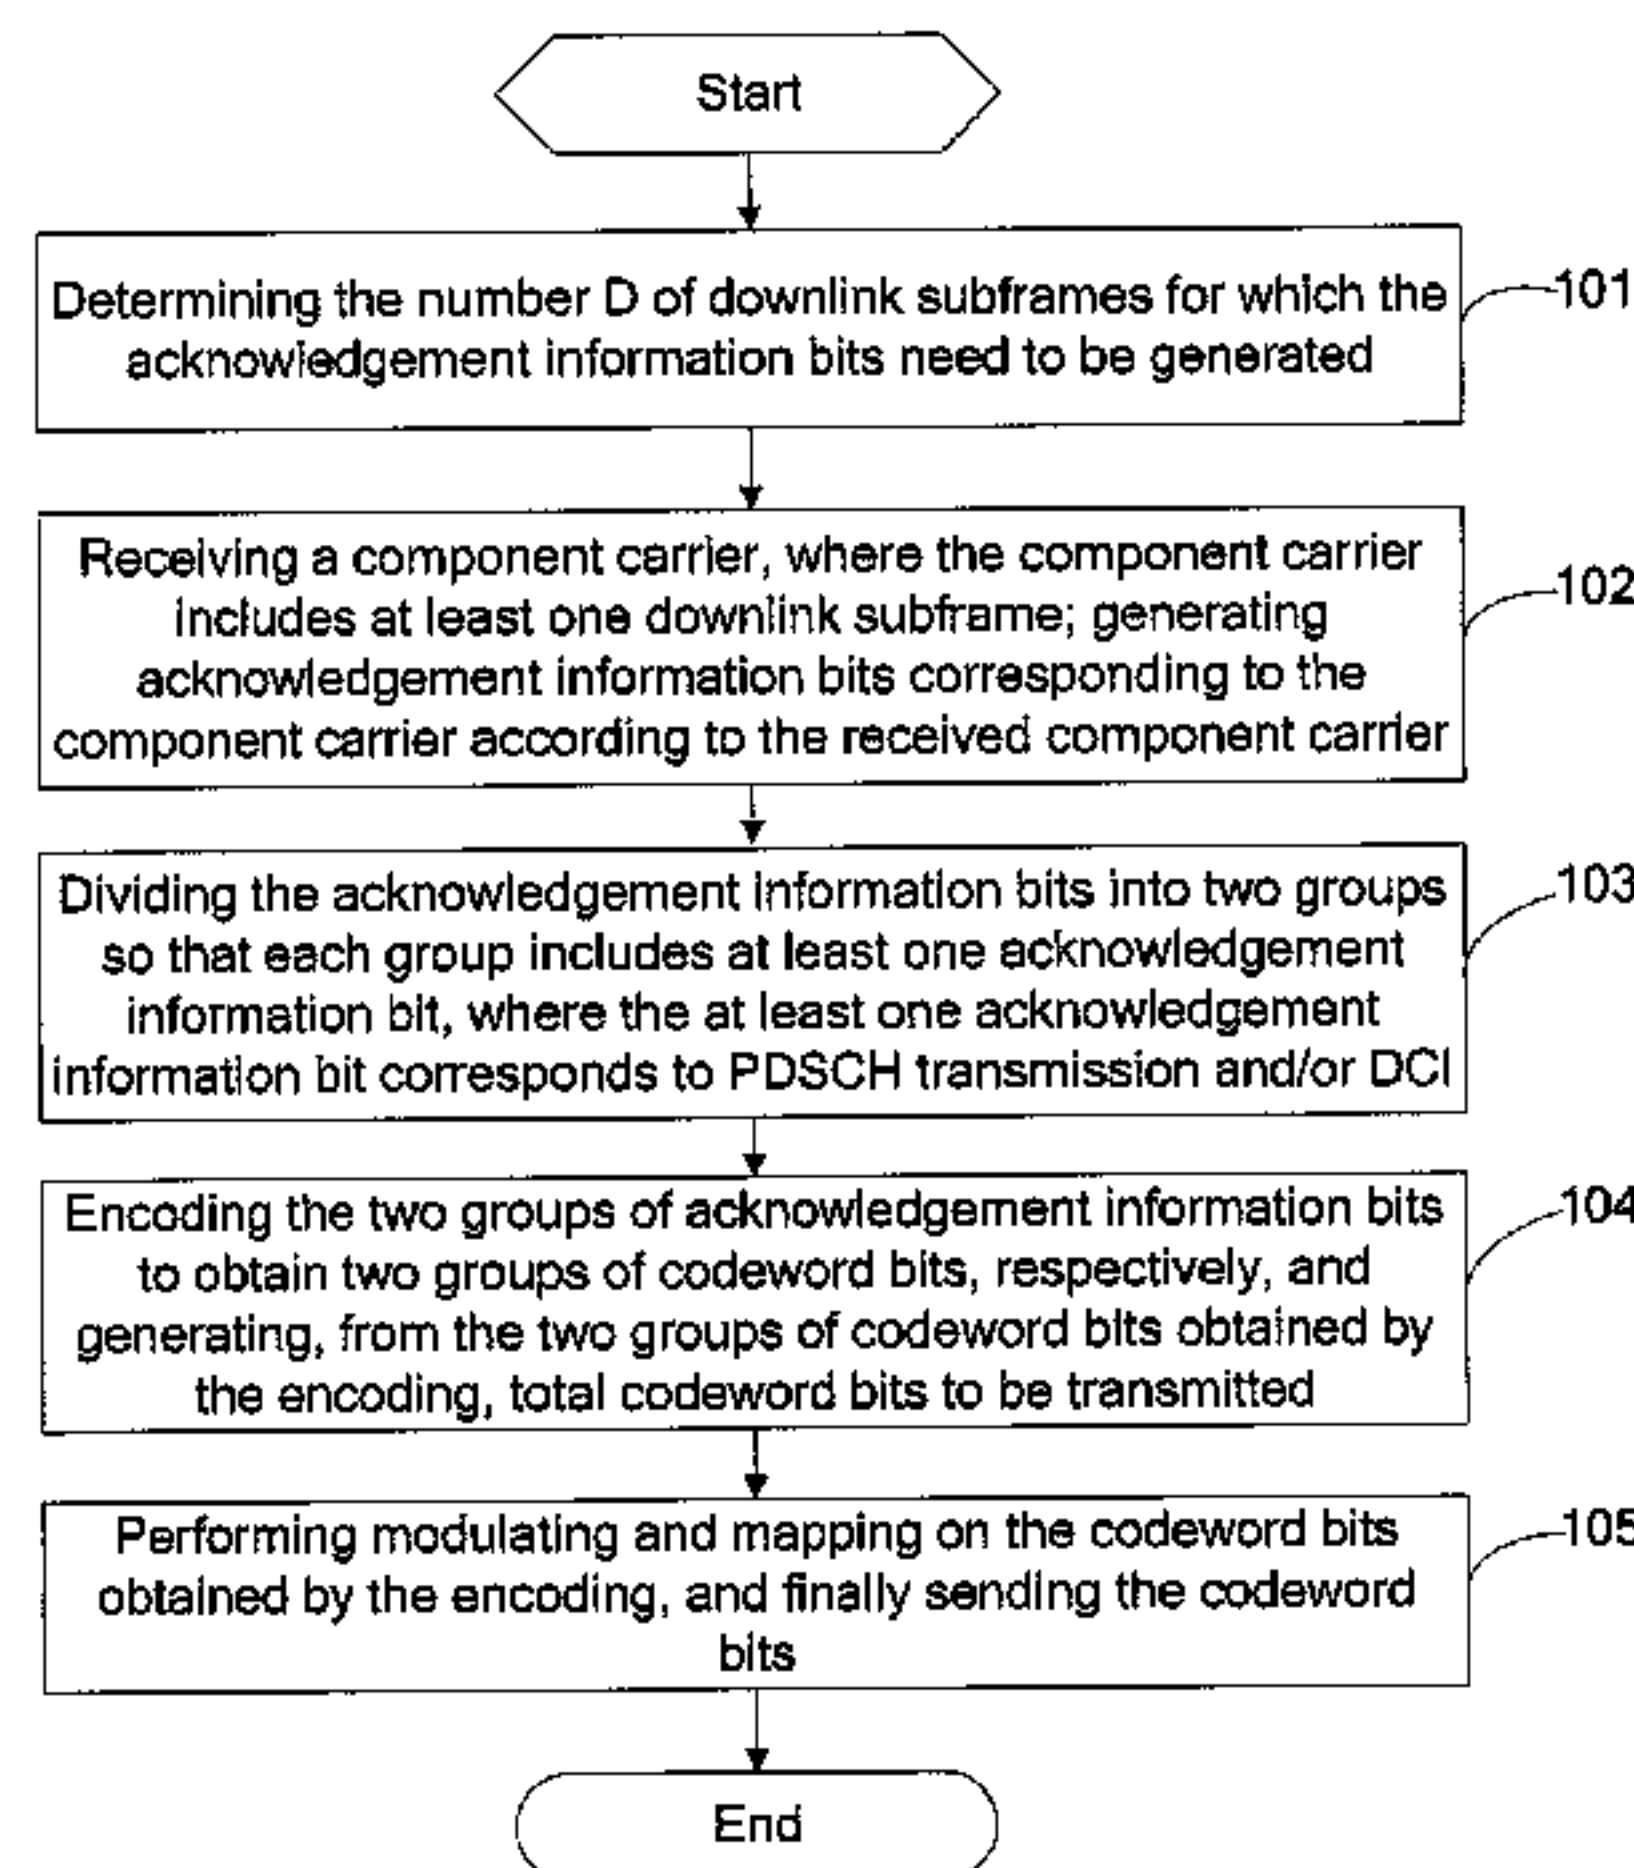 Start
Determining the number D of downlink subframes for which the
acknowledgement information bits need to be generated
101
Receiving a component carrier, where the component carrier
includes at least one downlink subframe; generating
acknowledgement information bits corresponding to the
component carrier according to the received component carrier
102
Dividing the acknowledgement information bits into two groups
so that each group includes at least one acknowledgement
information bit, where the at least one acknowledgement
information bit corresponds to PDSCH transmission and/or DCI
103
Encoding the two groups of acknowledgement information bits
to obtain two groups of codeword bits, respectively, and
generating, from the two groups of codeword bits obtained by
the encoding, total codeword bits to be transmitted
104
Performing modulating and mapping on the codeword bits
obtained by the encoding, and finally sending the codeword
bits
105
End